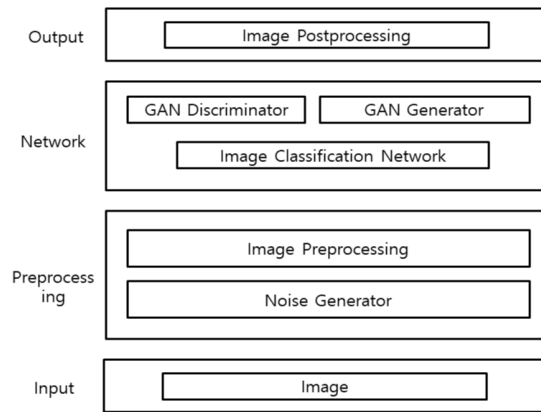 Output
Image Postprocessing
Network
GAN Discriminator
GAN Generator
Image Classification Network
Preprocess
ing
Image Preprocessing
Noise Generator
Input
Image